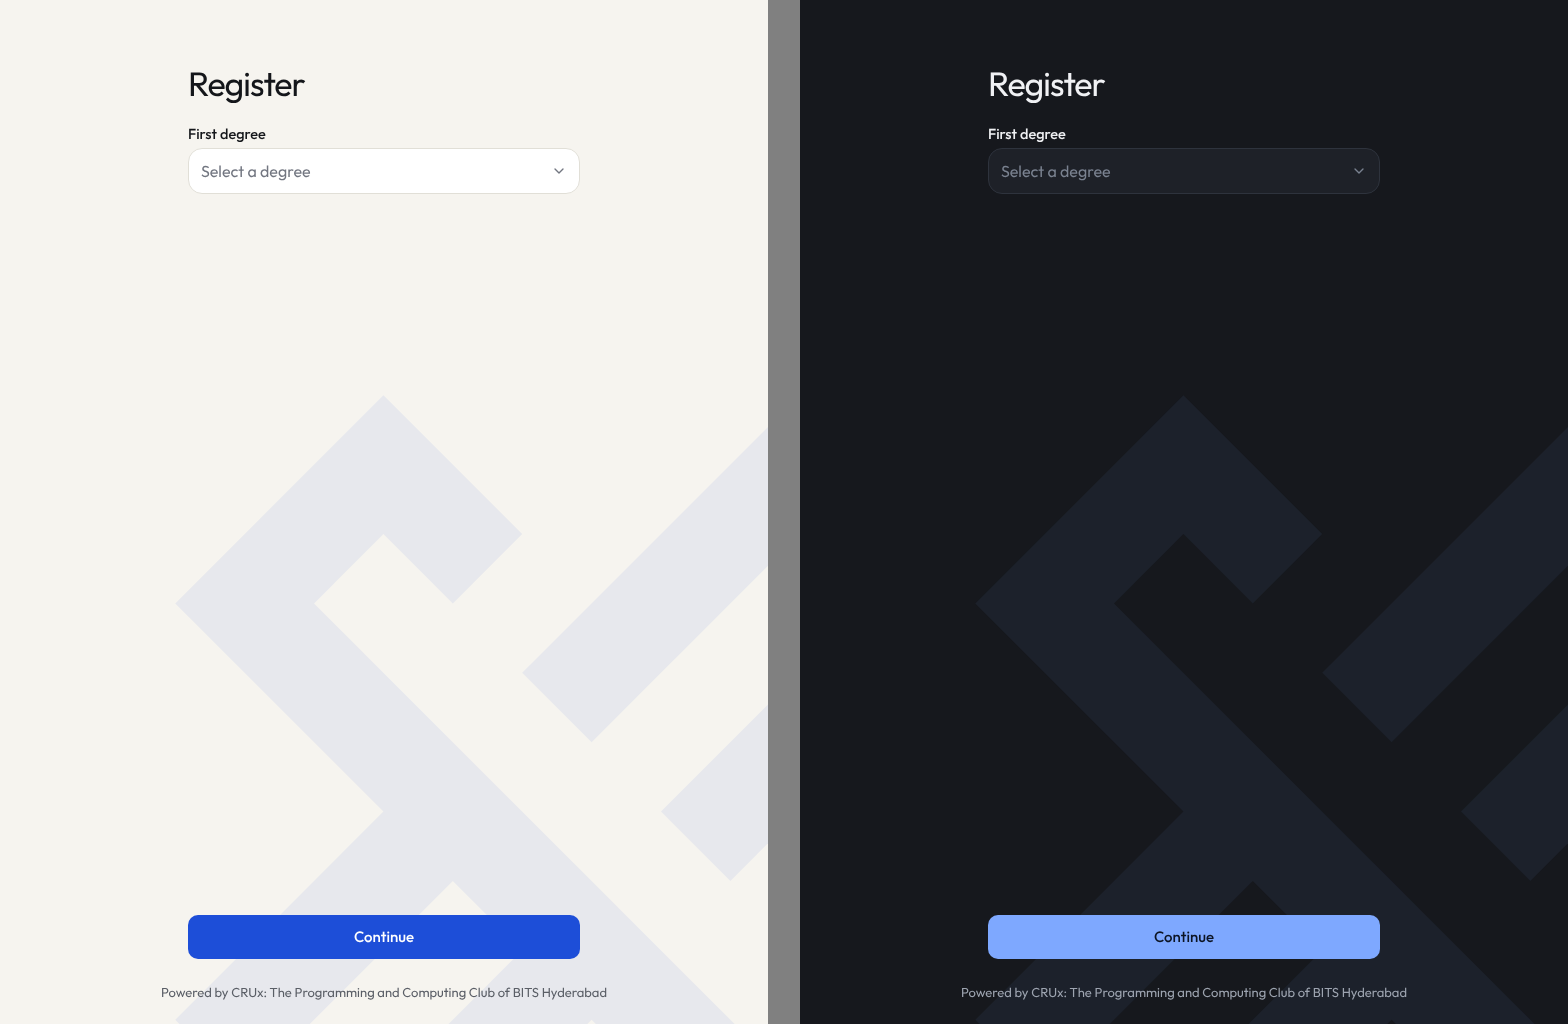 Register
First degree
Select a degree
Continue
Powered by CRUx: The Programming and Computing Club of BITS Hyderabad
Register
First degree
Select a degree
Continue
Powered by CRUx: The Programming and Computing Club of BITS Hyderabad